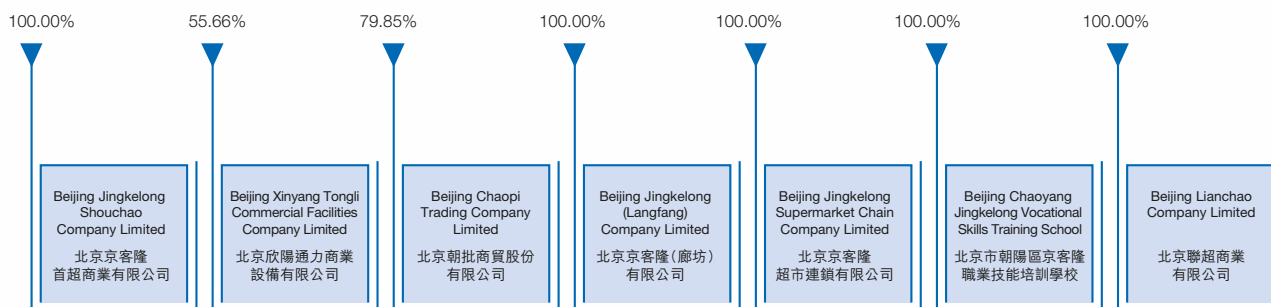 100.00%
55.66%
79.85%
100.00%
100.00%
100.00%
100.00%
Beijing Jingkelong
Shouchao
Company Limited
北京京客隆
首超商業有限公司
Beijing Xinyang Tongli
Commercial Facilities
Company Limited
北京欣陽通力商業
設備有限公司
Beijing Chaopi
Trading Company
Limited
北京朝批商貿股份
有限公司
Beijing Jingkelong
(Langfang)
Company Limited
北京京客隆(廊坊)
有限公司
Beijing Jingkelong
Supermarket Chain
Company Limited
北京京客隆
超市連鎖有限公司
Beijing Chaoyang
Jingkelong Vocational
Skills Training School
北京市朝陽區京客隆
職業技能培訓學校
Beijing Lianchao
Company Limited
北京聯超商業
有限公司